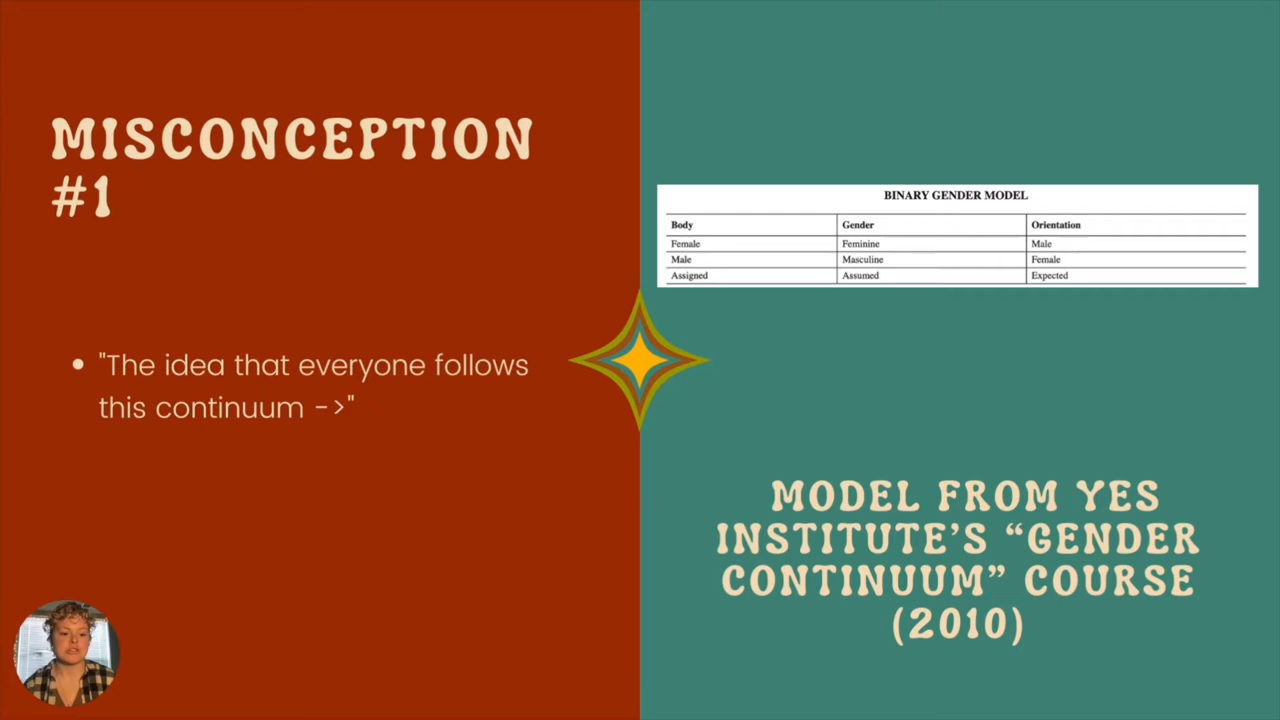 MISCONCEPTION
#1
• "The idea that everyone follows
this continuum ->"
BINARY GENDER MODEL
Body Gender Orientation
Female Feminine Male
Male Masculine Female
Assigned Assumed Expected
MODEL FROM YES
INSTITUTE'S “GENDER
CONTINUUM” COURSE
(2010)